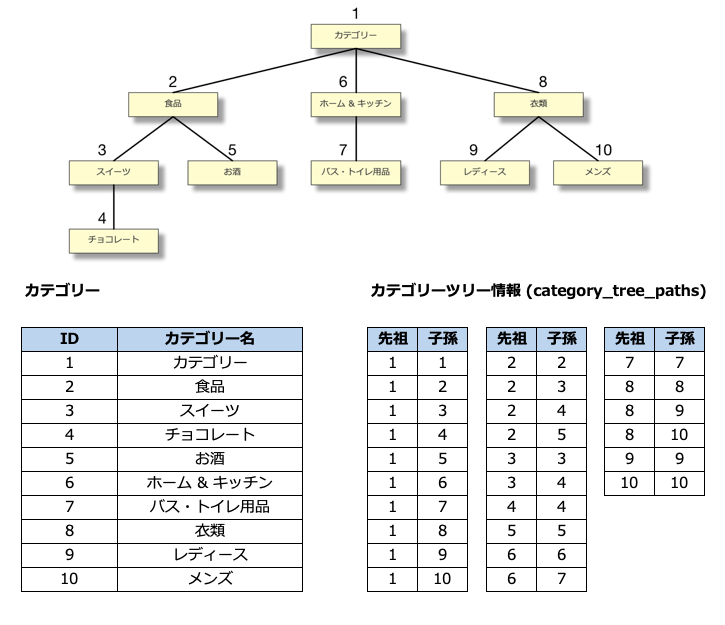 1
カテゴリー
2 6 8
食品 ホーム & キッチン 衣類
3 5 7 9 10
スイーツ お酒 バス・トイレ用品 レディース メンズ
4
チョコレート
カテゴリー カテゴリーツリー情報 (category_tree_paths)
ID カテゴリー名 先祖 子孫 先祖 子孫 先祖 子孫
1 カテゴリー 1 1 2 2 7 7
2 食品 1 2 2 3 8 8
3 スイーツ 1 3 2 4 8 9
4 チョコレート 1 4 2 5 8 10
5 お酒 1 5 3 3 9 9
6 ホーム & キッチン 1 6 3 4 10 10
7 バス・トイレ用品 1 7 4 4
8 衣類 1 8 5 5
9 レディース 1 9 6 6
10 メンズ 1 10 6 7